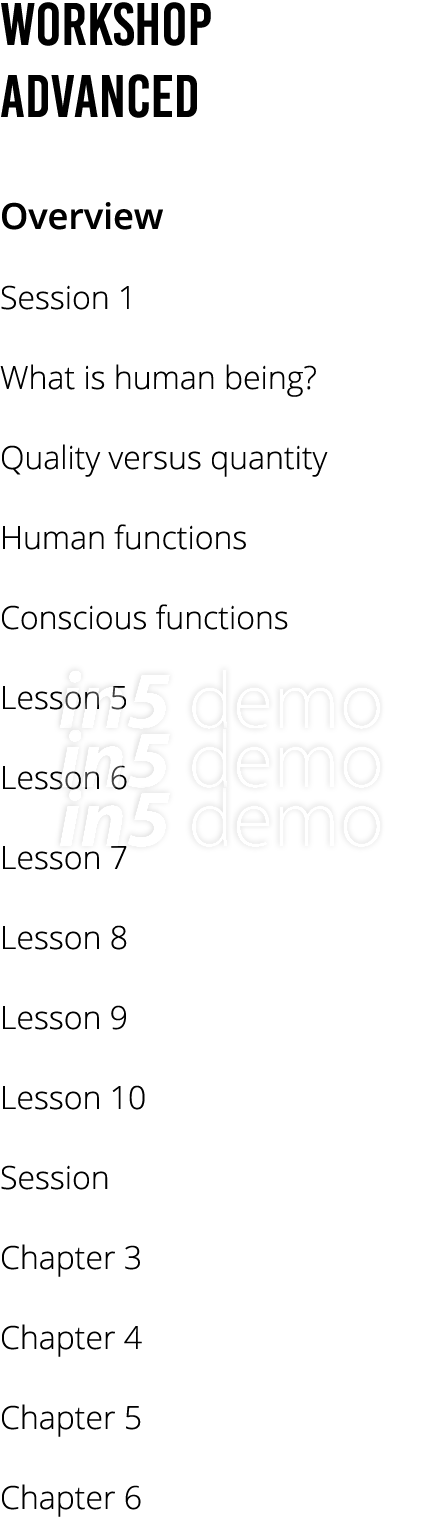 WORKSHOP
ADVANCED
Overview
Session 1
What is human being?
Quality versus quantity
Human functions
Conscious functions
Lesson 5
in5 demo
in5 demo
Lesson 6
in5 demo
Lesson 7
Lesson 8
Lesson 9
Lesson 10
Session
Chapter 3
Chapter 4
Chapter 5
Chapter 6